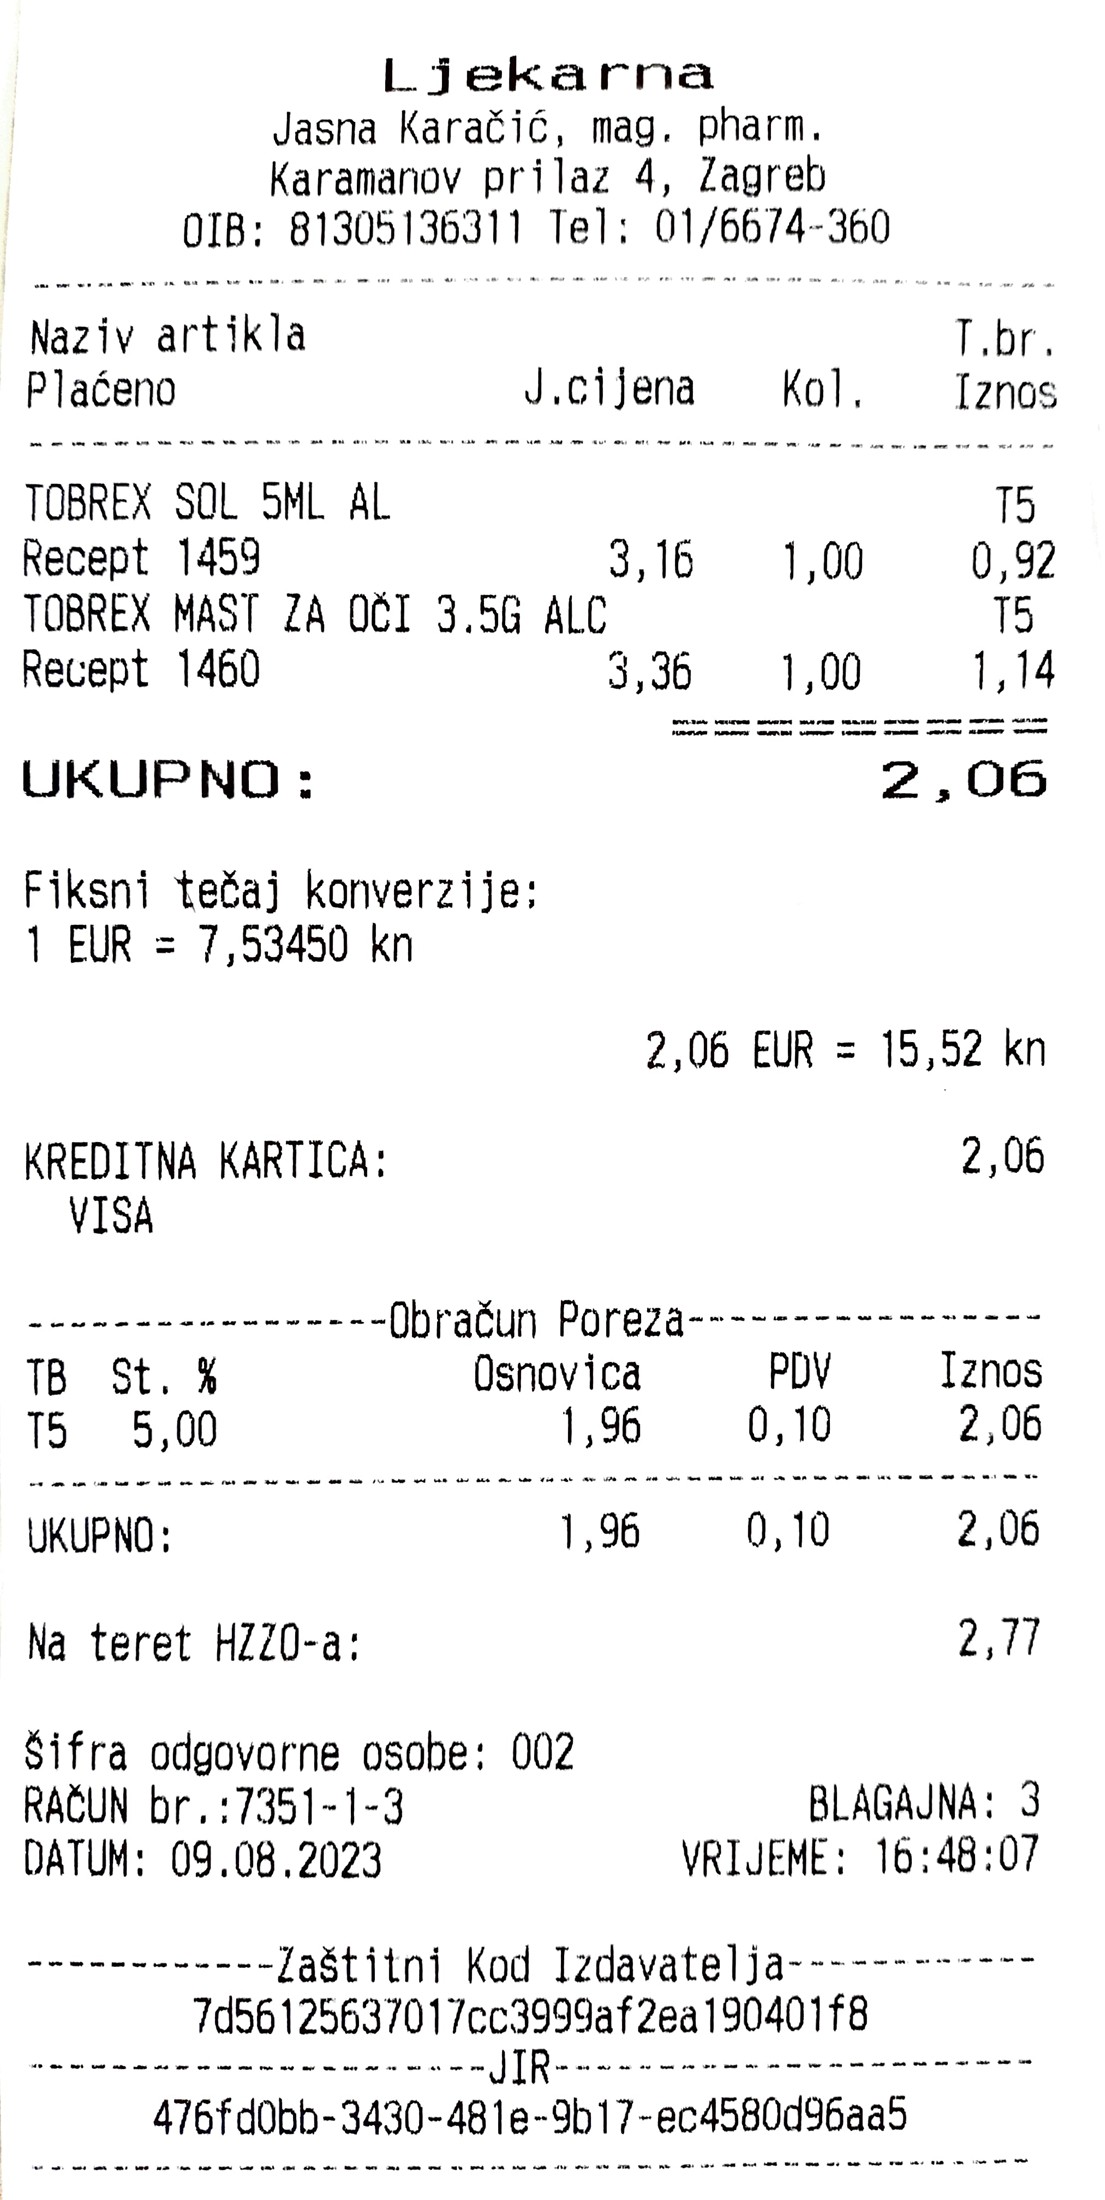 Ljekarna
Jasna Karačić, mag. pharm.
Karamanov prilaz 4, Zagreb
OIB: 81305136311 Tel: 01/6674-360
Naziv artikla T.br.
Plaćeno J.cijena Kol. Iznos
TOBREX SOL 5ML AL T5
Recept 1459 3,16 1,00 0,92
TOBREX MAST ZA OČI 3.5G ALC T5
Recept 1460 3,36 1,00 1,14
==========
UKUPNO: 2,06
Fiksni tečaj konverzije:
1 EUR = 7,53450 kn
2,06 EUR = 15,52 kn
KREDITNA KARTICA: 2,06
VISA
-----------------Obračun Poreza-----------------
TB St. % Osnovica PDV Iznos
T5 5,00 1,96 0,10 2,06
UKUPNO: 1,96 0,10 2,06
Na teret HZZO-a: 2,77
Šifra odgovorne osobe: 002
RAČUN br.:7351-1-3 BLAGAJNA: 3
DATUM: 09.08.2023 VRIJEME: 16:48:07
------------Zaštitni Kod Izdavatelja------------
7d56125637017cc3999af2ea190401f8
----------------------JIR-----------------------
476fd0bb-3430-481e-9b17-ec4580d96aa5